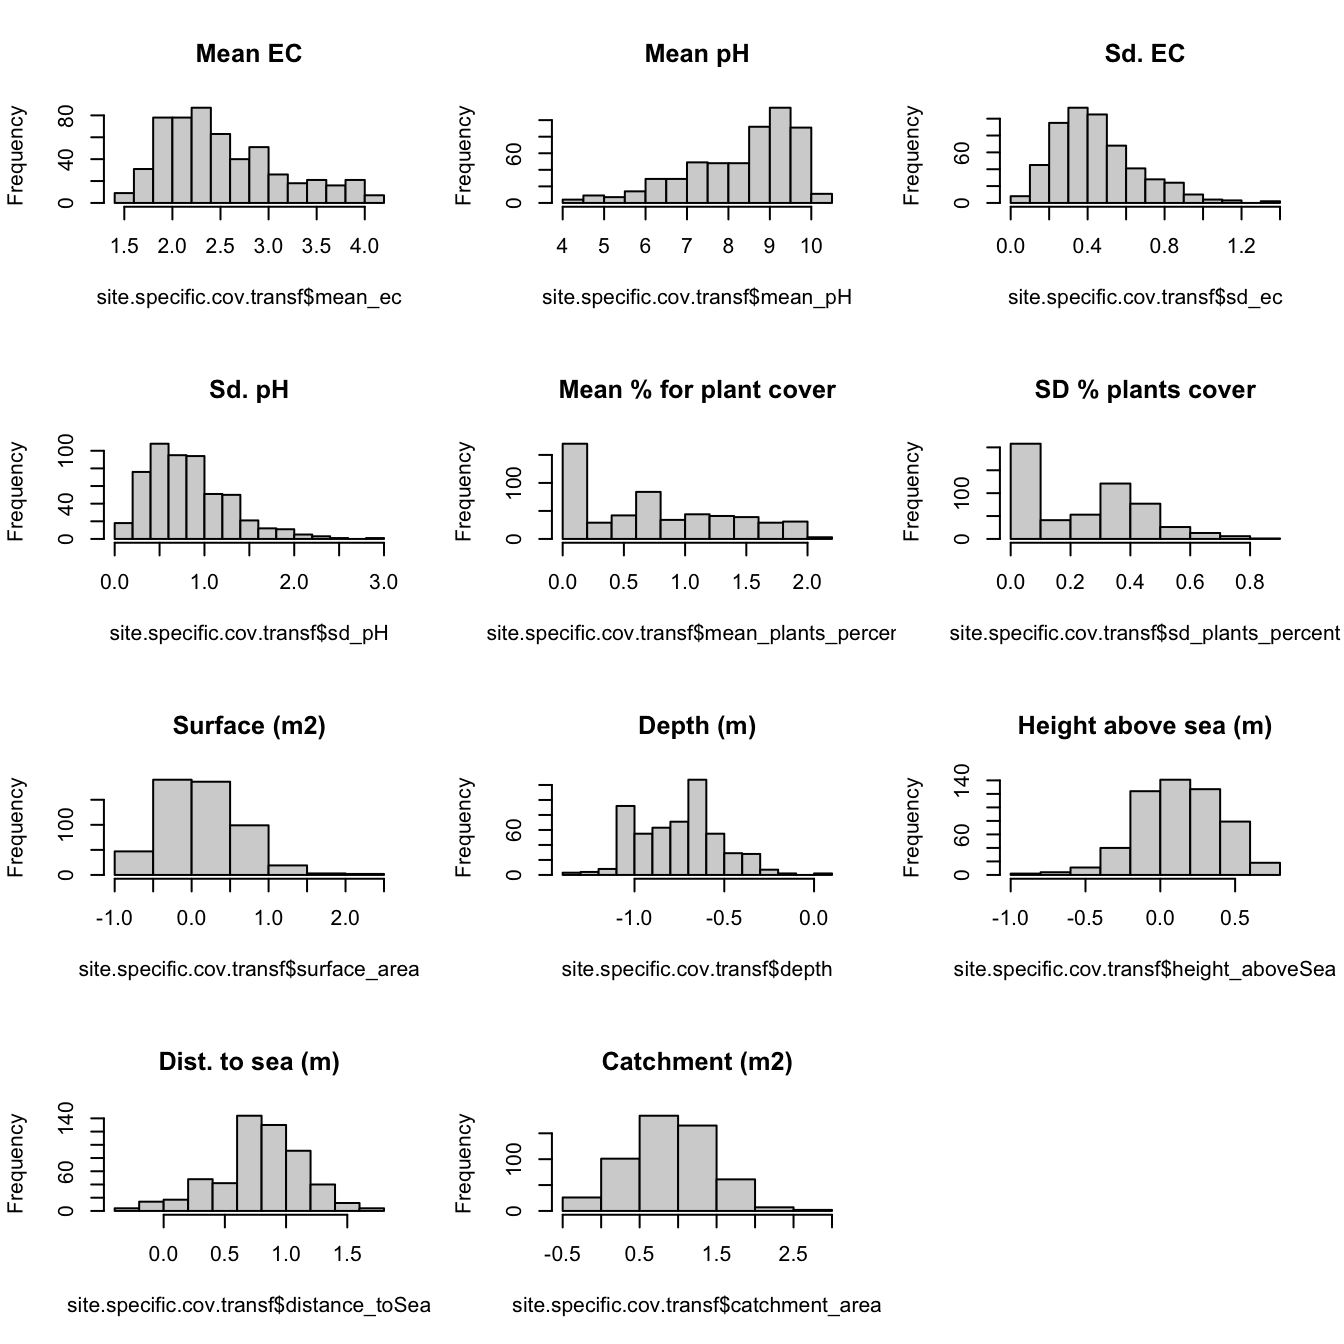 Mean EC
Frequency
0 40 80
1.5 2.0 2.5 3.0 3.5 4.0
site.specific.cov.transf$mean_ec
Mean pH
Frequency
0 60
4 5 6 7 8 9 10
site.specific.cov.transf$mean_pH
Sd. EC
Frequency
0 60
0.0 0.4 0.8 1.2
site.specific.cov.transf$sd_ec
Sd. pH
Frequency
0 40 100
0.0 1.0 2.0 3.0
site.specific.cov.transf$sd_pH
Mean % for plant cover
Frequency
0 100
0.0 0.5 1.0 1.5 2.0
site.specific.cov.transf$mean_plants_percer
SD % plants cover
Frequency
0 100
0.0 0.2 0.4 0.6 0.8
site.specific.cov.transf$sd_plants_percent
Surface (m2)
Frequency
0 100
-1.0 0.0 1.0 2.0
site.specific.cov.transf$surface_area
Depth (m)
Frequency
0 60
-1.0 -0.5 0.0
site.specific.cov.transf$depth
Height above sea (m)
Frequency
0 60 140
-1.0 -0.5 0.0 0.5
site.specific.cov.transf$height_aboveSea
Dist. to sea (m)
Frequency
0 60 140
0.0 0.5 1.0 1.5
site.specific.cov.transf$distance_toSea
Catchment (m2)
Frequency
0 100
-0.5 0.5 1.5 2.5
site.specific.cov.transf$catchment_area